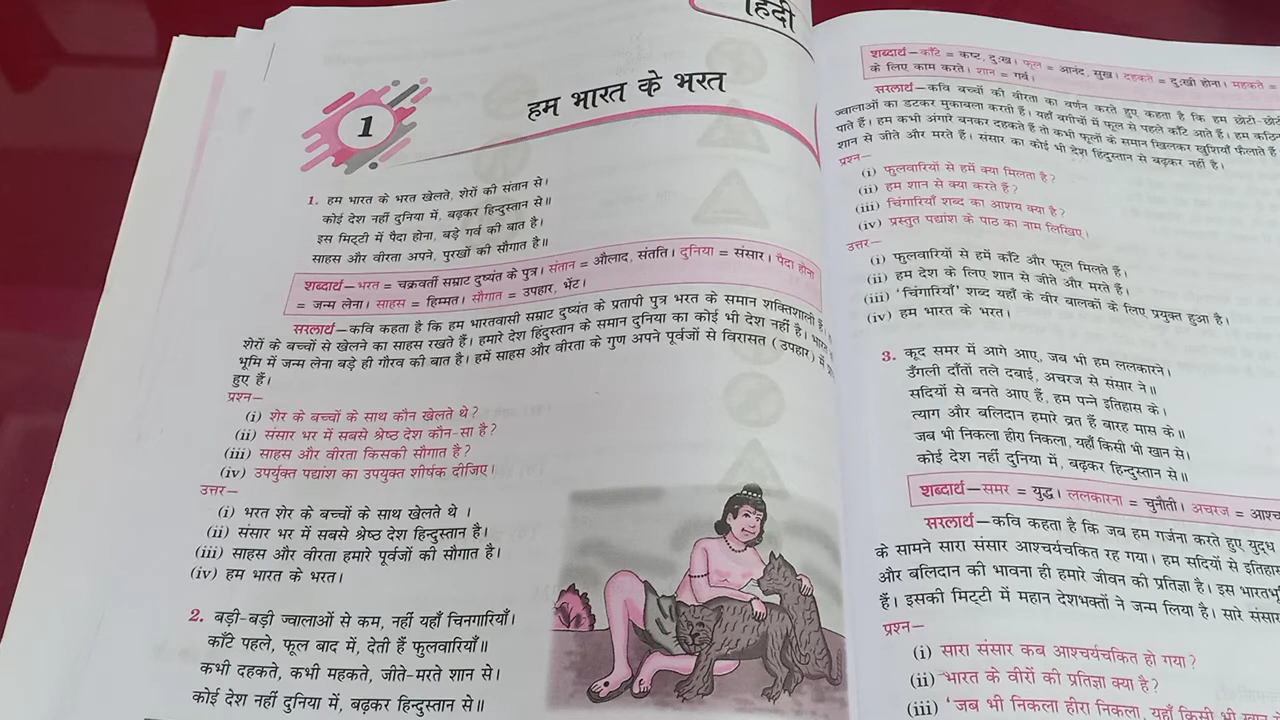 हिंदी
1
हम भारत के भरत
1. हम भारत के भरत खेलते, शेरों की संतान से।
कोई देश नहीं दुनिया में, बढ़कर हिन्दुस्तान से॥
इस मिट्टी में पैदा होना, बड़े गर्व की बात है।
साहस और वीरता अपने, पुरखों की सौगात है॥
शब्दार्थ—भरत = चक्रवर्ती सम्राट दुष्यंत के पुत्र। संतान = औलाद, संतति। दुनिया = संसार। पैदा होना
= जन्म लेना। साहस = हिम्मत। सौगात = उपहार, भेंट।
सरलार्थ—कवि कहता है कि हम भारतवासी सम्राट दुष्यंत के प्रतापी पुत्र भरत के समान शक्तिशाली हैं।
शेरों के बच्चों से खेलने का साहस रखते हैं। हमारे देश हिंदुस्तान के समान दुनिया का कोई भी देश नहीं है।
भूमि में जन्म लेना बड़े ही गौरव की बात है। हमें साहस और वीरता के गुण अपने पूर्वजों से विरासत (उपहार) में
हुए हैं।
प्रश्न—
(i) शेर के बच्चों के साथ कौन खेलते थे?
(ii) संसार भर में सबसे श्रेष्ठ देश कौन-सा है?
(iii) साहस और वीरता किसकी सौगात है?
(iv) उपर्युक्त पद्यांश का उपयुक्त शीर्षक दीजिए।
उत्तर—
(i) भरत शेर के बच्चों के साथ खेलते थे ।
(ii) संसार भर में सबसे श्रेष्ठ देश हिन्दुस्तान है।
(iii) साहस और वीरता हमारे पूर्वजों की सौगात है।
(iv) हम भारत के भरत।
2. बड़ी-बड़ी ज्वालाओं से कम, नहीं यहाँ चिनगारियाँ।
काँटे पहले, फूल बाद में, देती हैं फुलवारियाँ॥
कभी दहकते, कभी महकते, जीते-मरते शान से।
कोई देश नहीं दुनिया में, बढ़कर हिन्दुस्तान से॥
शब्दार्थ—काँटे = कष्ट, दुःख। फूल = आनंद, सुख। दहकते = दुःखी होना। महकते =
के लिए काम करते। शान = गर्व।
सरलार्थ—कवि बच्चों की वीरता का वर्णन करते हुए कहता है कि हम छोटी-छोटी
ज्वालाओं का डटकर मुकाबला करती हैं। यहाँ बगीचों में फूल से पहले काँटे आते हैं। हम कठिन
पाते हैं। हम कभी अंगारे बनकर दहकते हैं तो कभी फूलों के समान खिलकर खुशियाँ फैलाते हैं
शान से जीते और मरते हैं। संसार का कोई भी देश हिंदुस्तान से बढ़कर नहीं है।
प्रश्न—
(i) फुलवारियों से हमें क्या मिलता है?
(ii) हम शान से क्या करते हैं?
(iii) चिंगारियाँ शब्द का आशय क्या है?
(iv) प्रस्तुत पद्यांश के पाठ का नाम लिखिए।
उत्तर—
(i) फुलवारियों से हमें काँटे और फूल मिलते हैं।
(ii) हम देश के लिए शान से जीते और मरते हैं।
(iii) 'चिंगारियाँ' शब्द यहाँ के वीर बालकों के लिए प्रयुक्त हुआ है।
(iv) हम भारत के भरत।
3. कूद समर में आगे आए, जब भी हम ललकारने।
उँगली दाँतों तले दबाई, अचरज से संसार ने॥
सदियों से बनते आए हैं, हम पन्ने इतिहास के।
त्याग और बलिदान हमारे व्रत हैं बारह मास के॥
जब भी निकला हीरा निकला, यहाँ किसी भी खान से।
कोई देश नहीं दुनिया में, बढ़कर हिन्दुस्तान से॥
शब्दार्थ—समर = युद्ध। ललकारना = चुनौती। अचरज =
सरलार्थ—कवि कहता है कि जब हम गर्जना करते हुए युद्ध
के सामने सारा संसार आश्चर्यचकित रह गया। हम सदियों से
और बलिदान की भावना ही हमारे जीवन की प्रतिज्ञा है। इस
हैं। इसकी मिट्टी में महान देशभक्तों ने जन्म लिया है। सारे
प्रश्न—
(i) सारा संसार कब आश्चर्यचकित हो गया?
(ii) भारत के वीरों की प्रतिज्ञा क्या है?
(iii) 'जब भी निकला हीरा निकला, यहाँ किसी भी खान